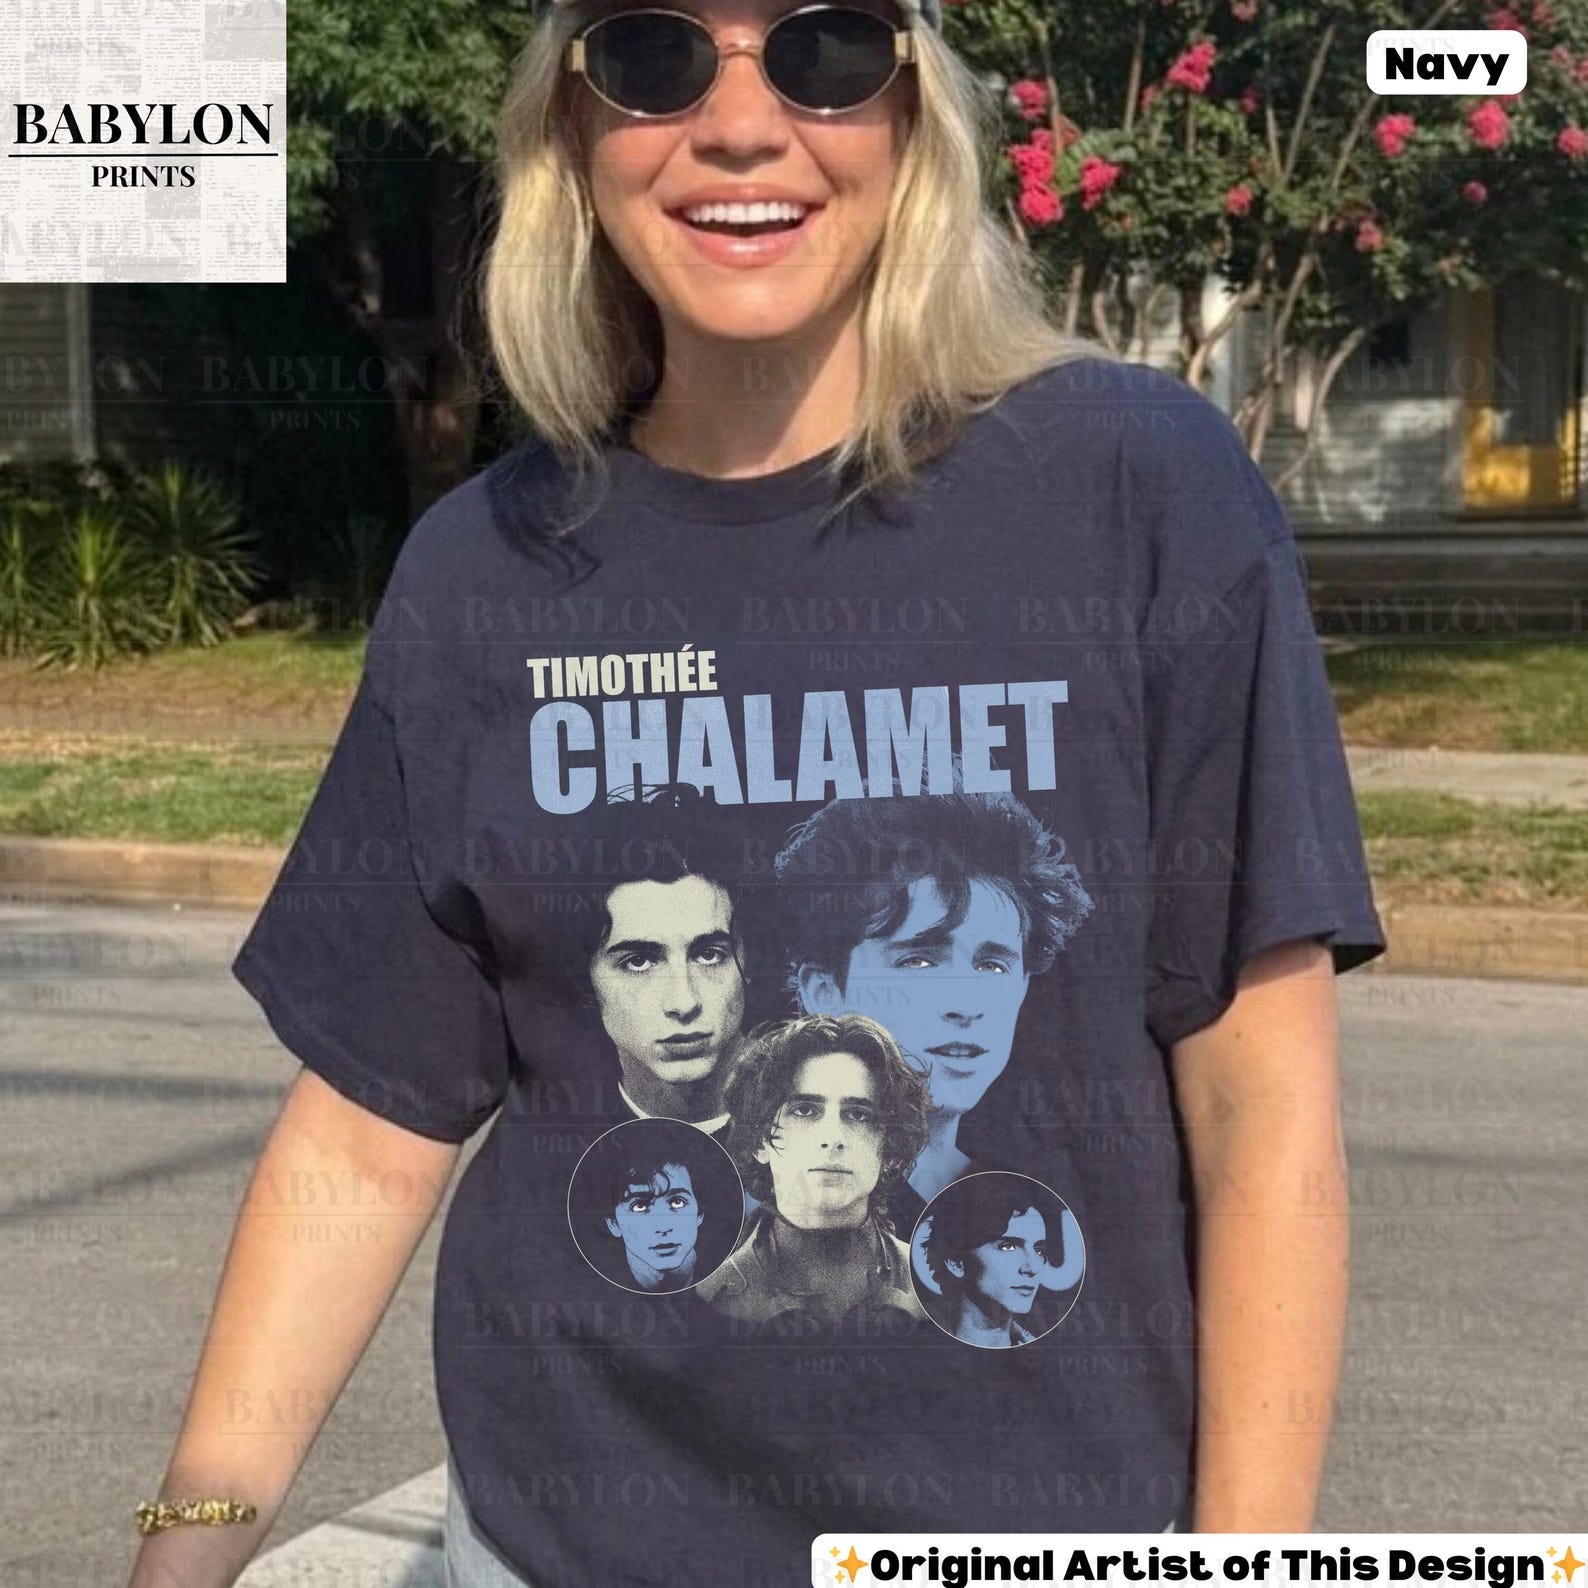 BABYLON
PRINTS
Navy
TIMOTHÉE
CHALAMET
✨Original Artist of This Design✨